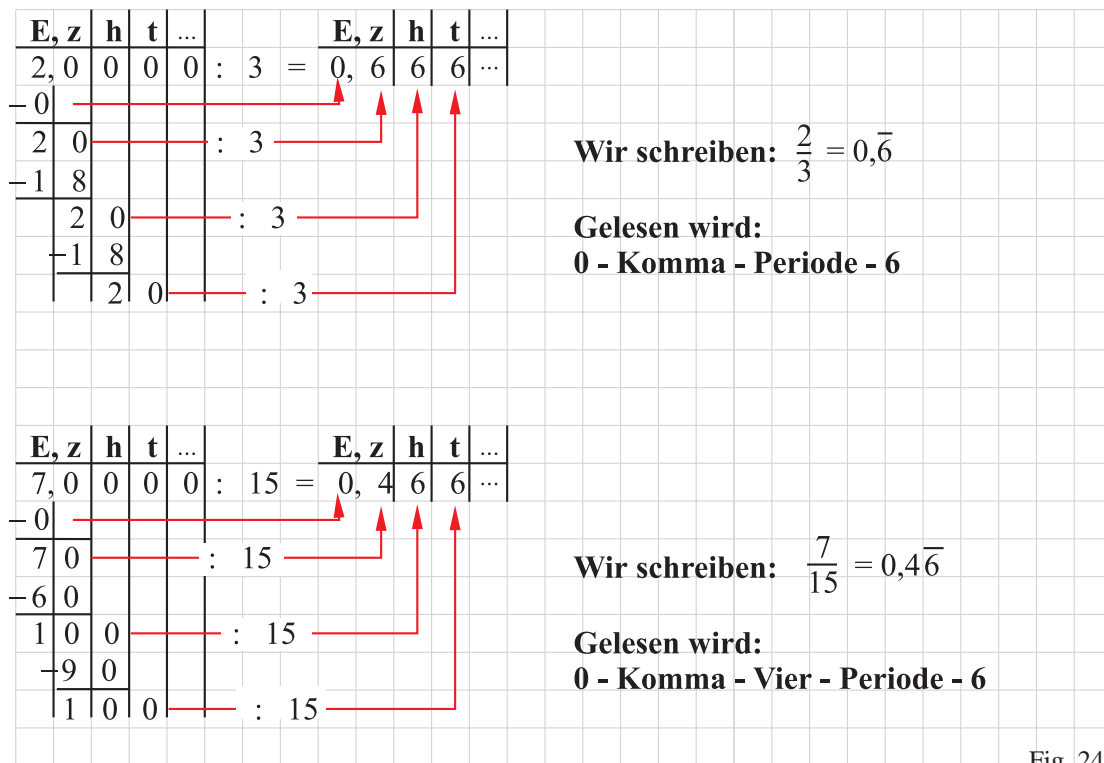 E, z h t ... E, z h t ...
2, 0 0 0 0 : 3 = 0, 6 6 6 ...
– 0
2 0 : 3
Wir schreiben: 2/3 = 0,6̅
– 1 8
2 0 : 3
Gelesen wird:
– 1 8
0 - Komma - Periode - 6
2 0 : 3
E, z h t ... E, z h t ...
7, 0 0 0 0 : 15 = 0, 4 6 6 ...
– 0
7 0 : 15
Wir schreiben: 7/15 = 0,46̅
– 6 0
1 0 0 : 15
Gelesen wird:
– 9 0
0 - Komma - Vier - Periode - 6
1 0 0 : 15
Fig. 24